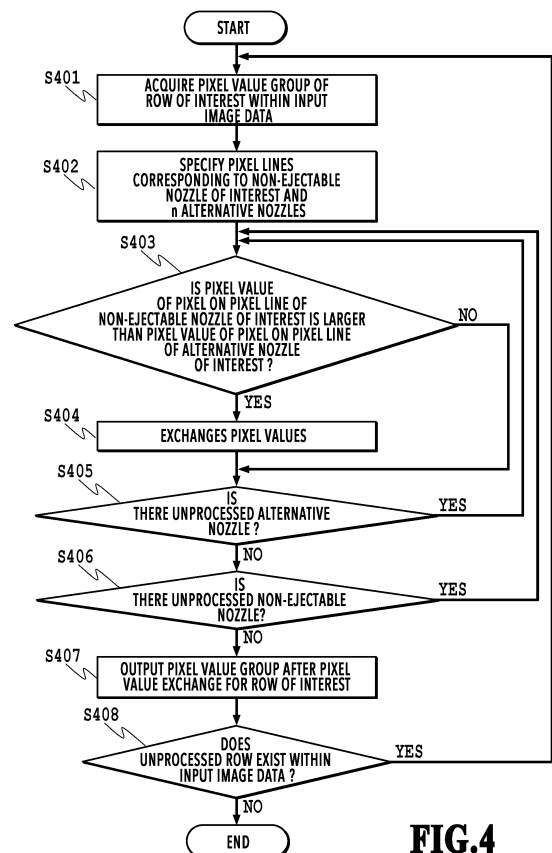 START
S401
ACQUIRE PIXEL VALUE GROUP OF
ROW OF INTEREST WITHIN INPUT
IMAGE DATA
S402
SPECIFY PIXEL LINES
CORRESPONDING TO NON-EJECTABLE
NOZZLE OF INTEREST AND
n ALTERNATIVE NOZZLES
S403
IS PIXEL VALUE
OF PIXEL ON PIXEL LINE OF
NON-EJECTABLE NOZZLE OF INTEREST IS LARGER
THAN PIXEL VALUE OF PIXEL ON PIXEL LINE
OF ALTERNATIVE NOZZLE
OF INTEREST ?
NO
YES
S404
EXCHANGES PIXEL VALUES
S405
IS
THERE UNPROCESSED ALTERNATIVE
NOZZLE ?
YES
NO
S406
IS
THERE UNPROCESSED NON-EJECTABLE
NOZZLE?
YES
NO
S407
OUTPUT PIXEL VALUE GROUP AFTER PIXEL
VALUE EXCHANGE FOR ROW OF INTEREST
S408
DOES
UNPROCESSED ROW EXIST WITHIN
INPUT IMAGE DATA ?
YES
NO
END
FIG.4